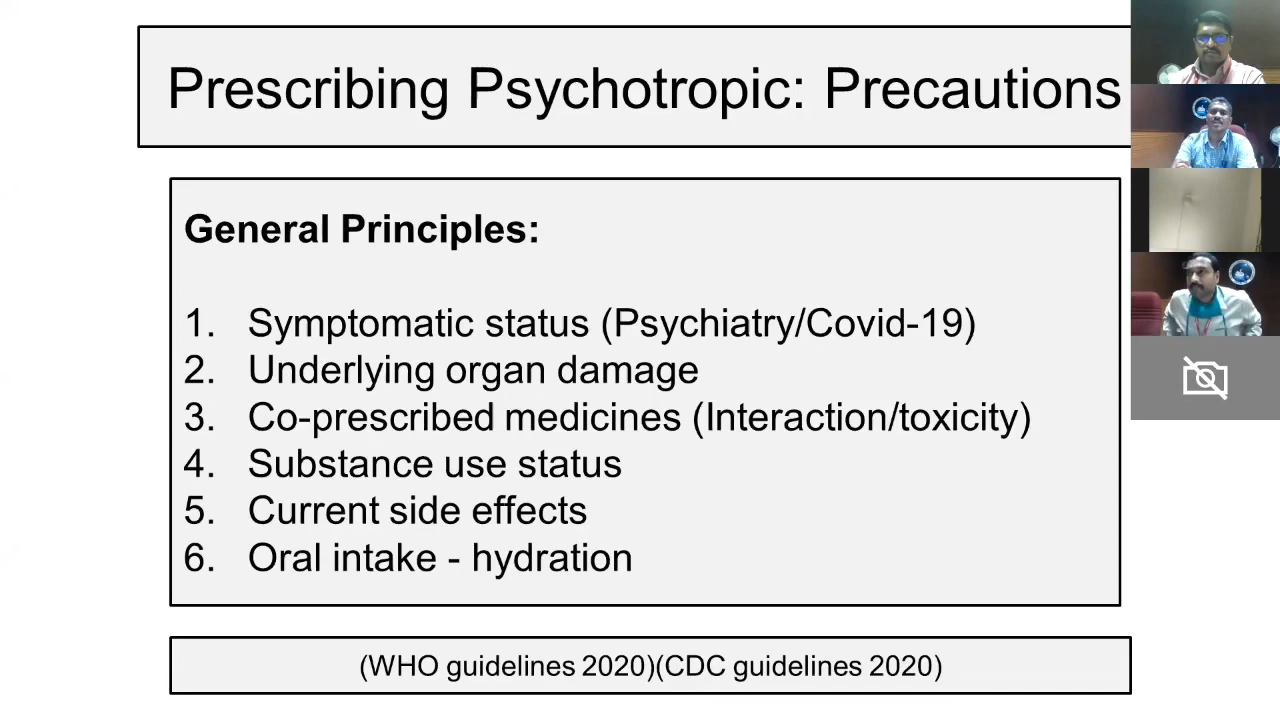 Prescribing Psychotropic: Precautions
General Principles:
1. Symptomatic status (Psychiatry/Covid-19)
2. Underlying organ damage
3. Co-prescribed medicines (Interaction/toxicity)
4. Substance use status
5. Current side effects
6. Oral intake - hydration
(WHO guidelines 2020)(CDC guidelines 2020)